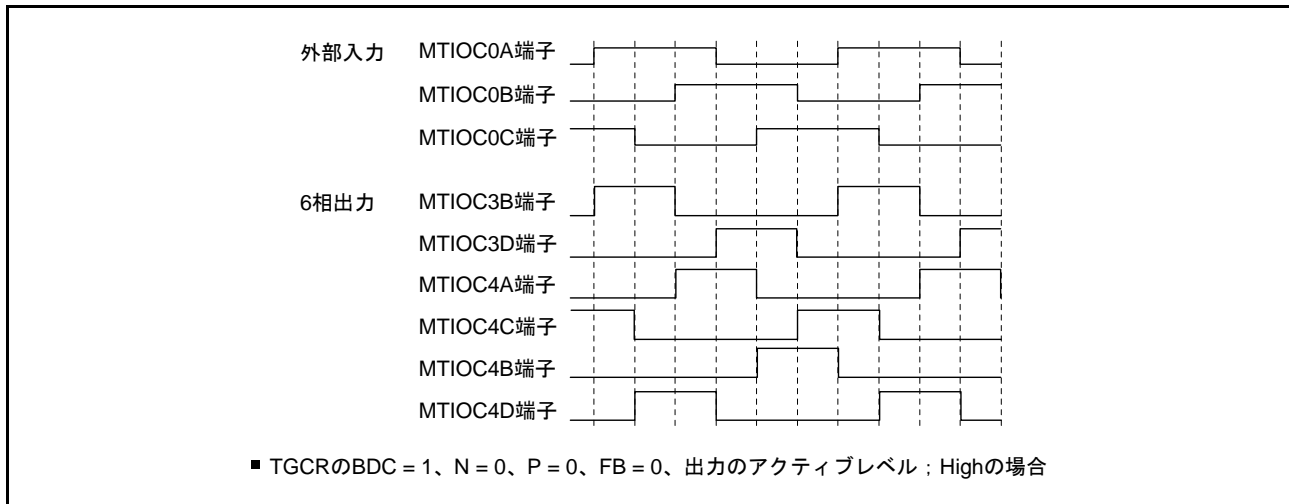 外部入力 MTIOC0A端子
MTIOC0B端子
MTIOC0C端子
6相出力 MTIOC3B端子
MTIOC3D端子
MTIOC4A端子
MTIOC4C端子
MTIOC4B端子
MTIOC4D端子
■ TGCRのBDC = 1、N = 0、P = 0、FB = 0、出力のアクティブレベル；Highの場合